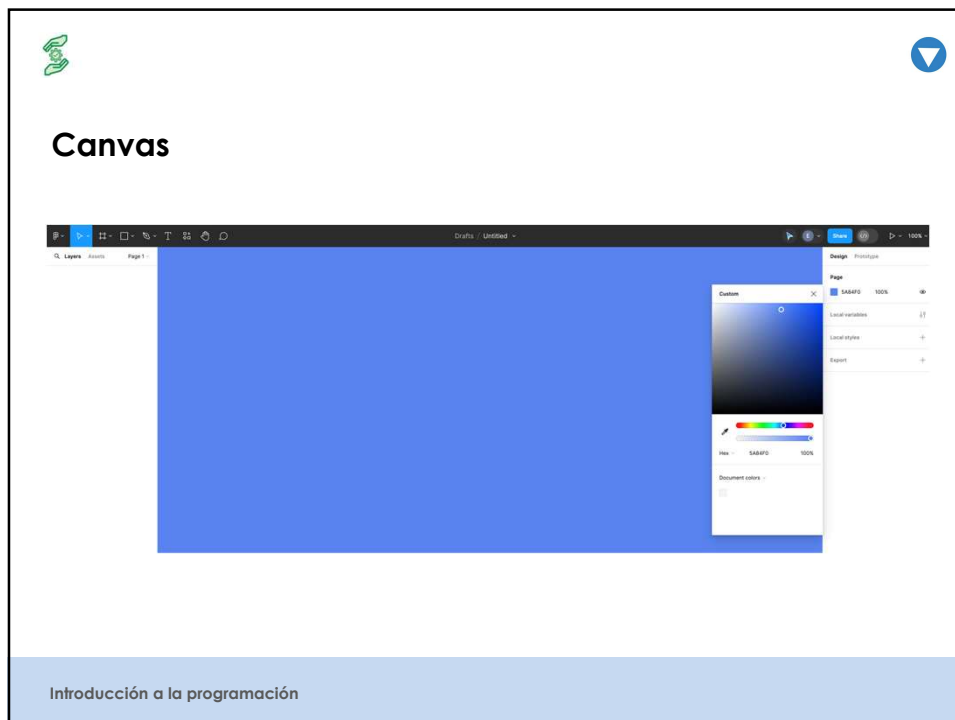 Canvas
Drafts / Untitled
E
Share
100%
Layers Assets Page 1
Design Prototype
Page
5A84F0 100%
Local variables
Local styles
Export
Custom
Hex 5A84F0 100%
Document colors
Introducción a la programación